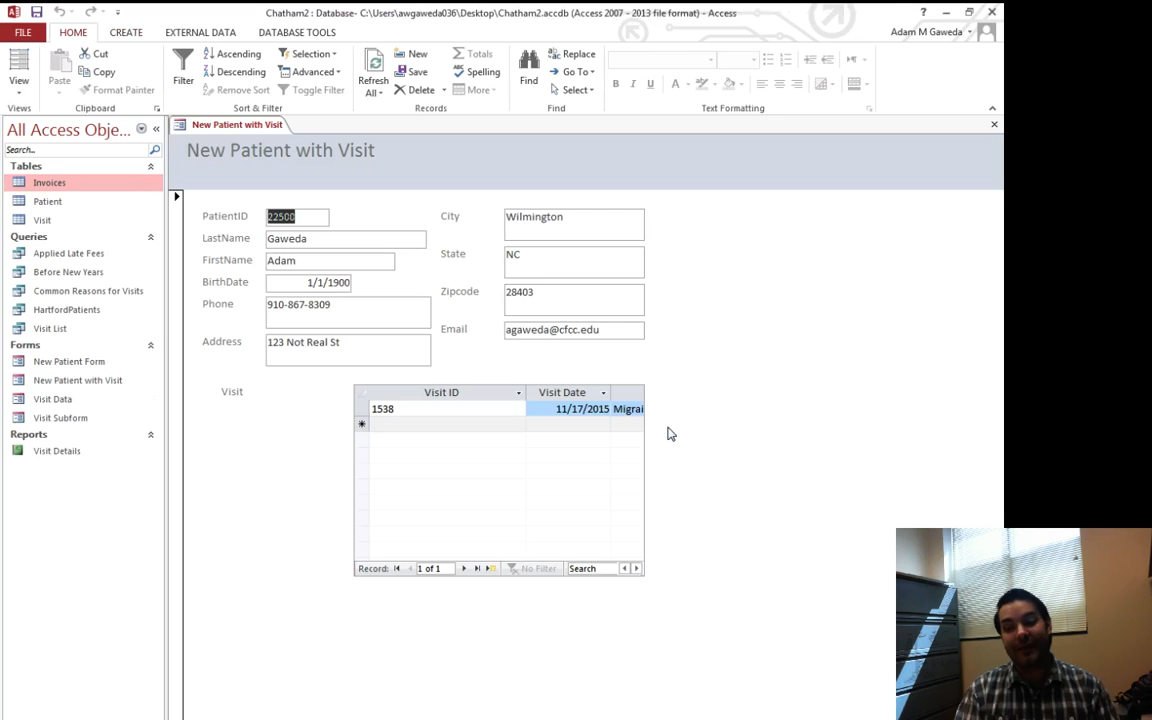 Chatham2 : Database- C:\Users\awgaweda036\Desktop\Chatham2.accdb (Access 2007 - 2013 file format) - Access
?
FILE HOME CREATE EXTERNAL DATA DATABASE TOOLS Adam M Gaweda
View
Views
Paste
Cut
Copy
Format Painter
Clipboard
Filter
Ascending
Descending
Remove Sort
Selection
Advanced
Toggle Filter
Sort & Filter
Refresh
All
New
Save
Delete
Totals
Spelling
More
Records
Find
Replace
Go To
Select
Find
B I U A
Text Formatting
All Access Obje...
Search...
Tables
Invoices
Patient
Visit
Queries
Applied Late Fees
Before New Years
Common Reasons for Visits
HartfordPatients
Visit List
Forms
New Patient Form
New Patient with Visit
Visit Data
Visit Subform
Reports
Visit Details
New Patient with Visit
New Patient with Visit
PatientID 22500
LastName Gaweda
FirstName Adam
BirthDate 1/1/1900
Phone 910-867-8309
Address 123 Not Real St
City Wilmington
State NC
Zipcode 28403
Email agaweda@cfcc.edu
Visit
Visit ID Visit Date
1538 11/17/2015 Migrai
Record: 1 of 1 No Filter Search